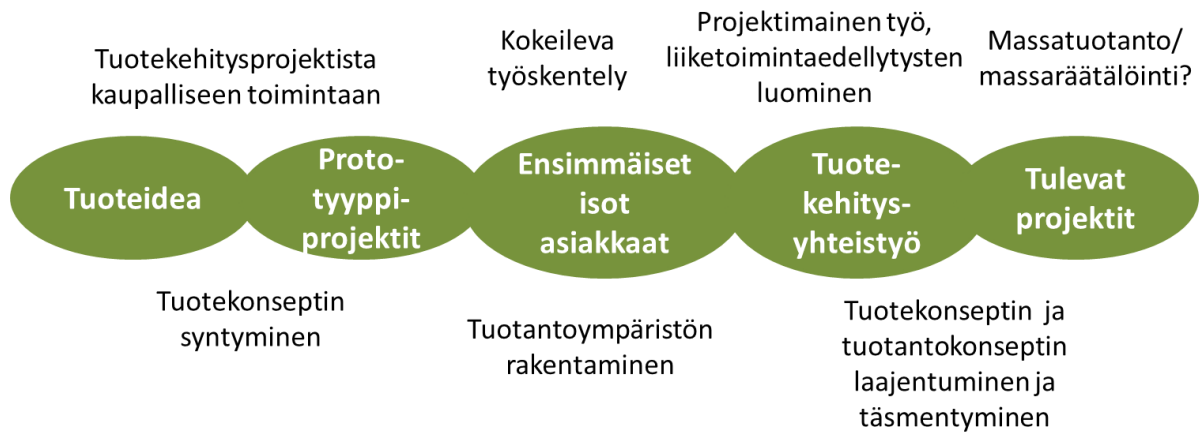 Tuotekehitysprojektista
kaupalliseen toimintaan
Kokeileva
työskentely
Projektimainen työ,
liiketoimintaedellytysten
luominen
Massatuotanto/
massaräätälöinti?
Tuoteidea
Proto-
tyyppi-
projektit
Ensimmäiset
isot
asiakkaat
Tuote-
kehitys-
yhteistyö
Tulevat
projektit
Tuotekonseptin
syntyminen
Tuotantoympäristön
rakentaminen
Tuotekonseptin ja
tuotantokonseptin
laajentuminen ja
täsmentyminen